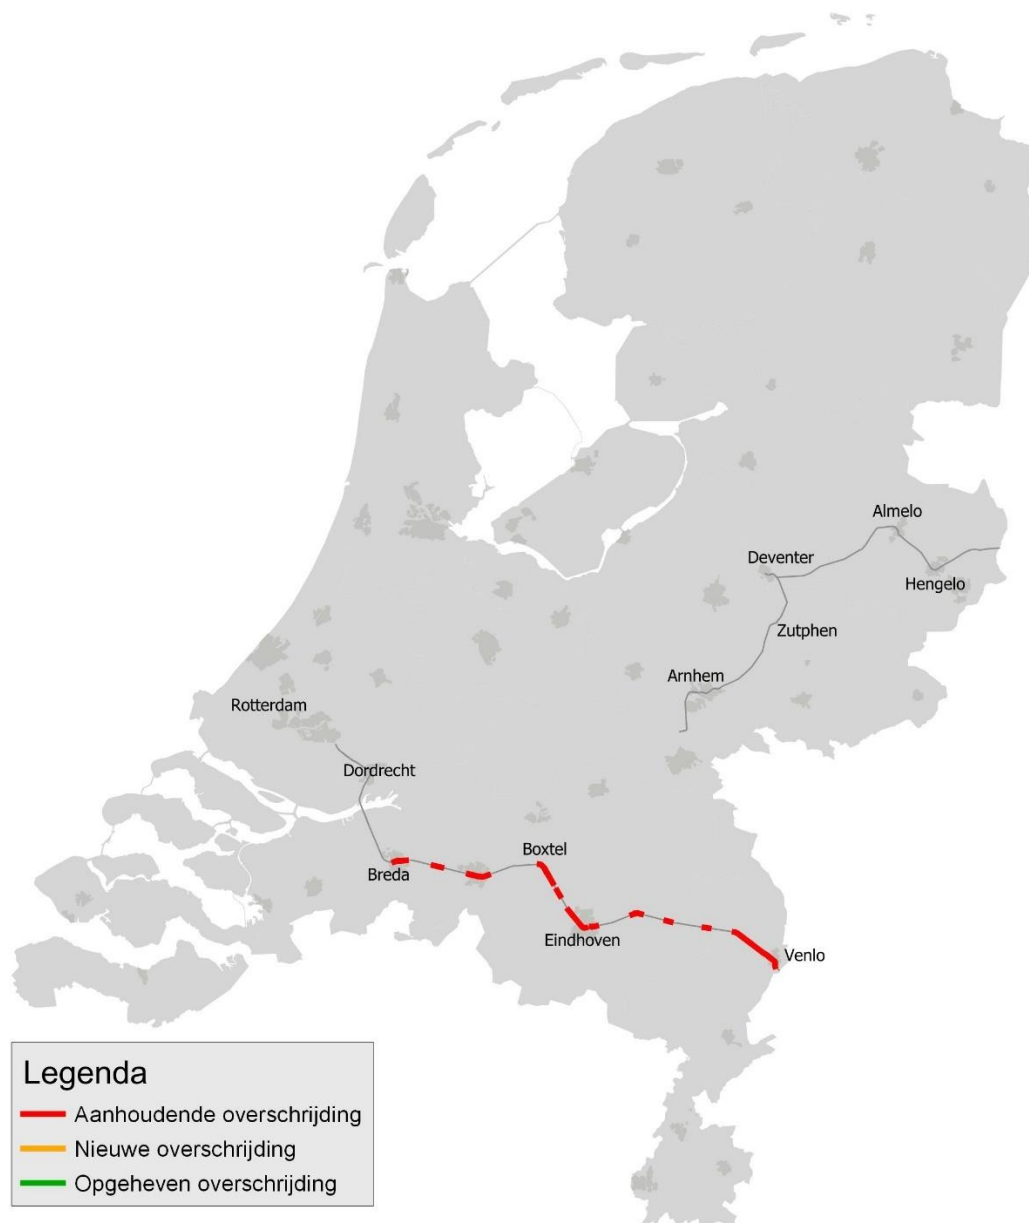 Almelo
Deventer
Hengelo
Zutphen
Arnhem
Rotterdam
Dordrecht
Boxtel
Breda
Eindhoven
Venlo
Legenda
Aanhoudende overschrijding
Nieuwe overschrijding
Opgeheven overschrijding